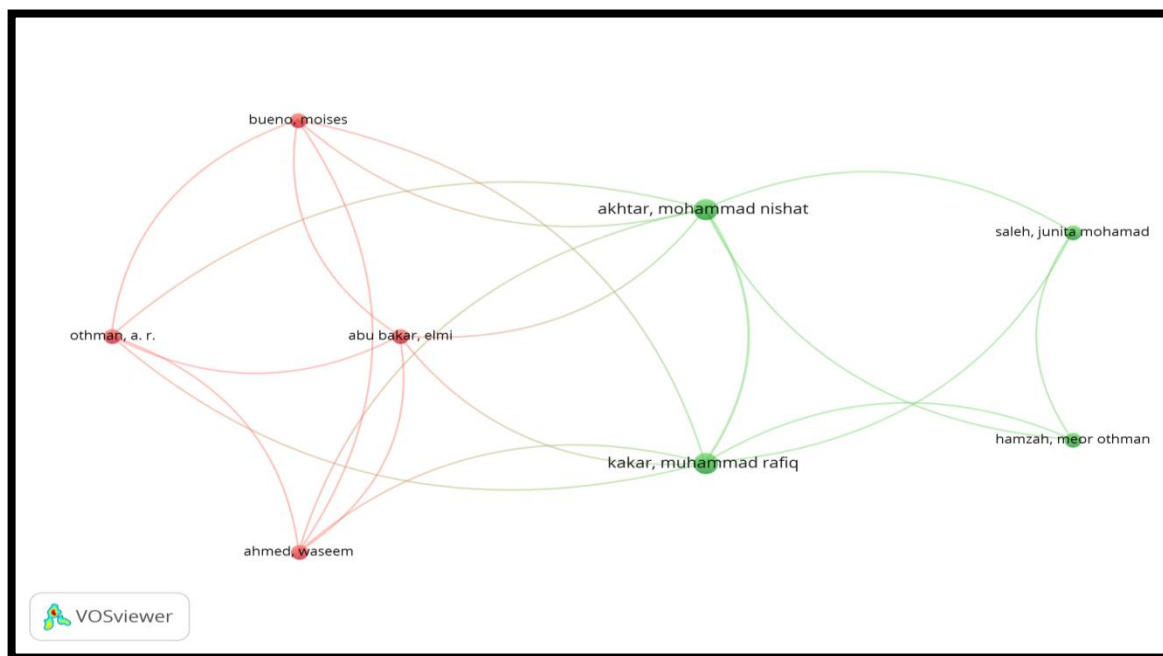 bueno, moises
akhtar, mohammad nishat
saleh, junita mohamad
othman, a. r.
abu bakar, elmi
hamzah, meor othman
kakar, muhammad rafiq
ahmed, waseem
VOSviewer